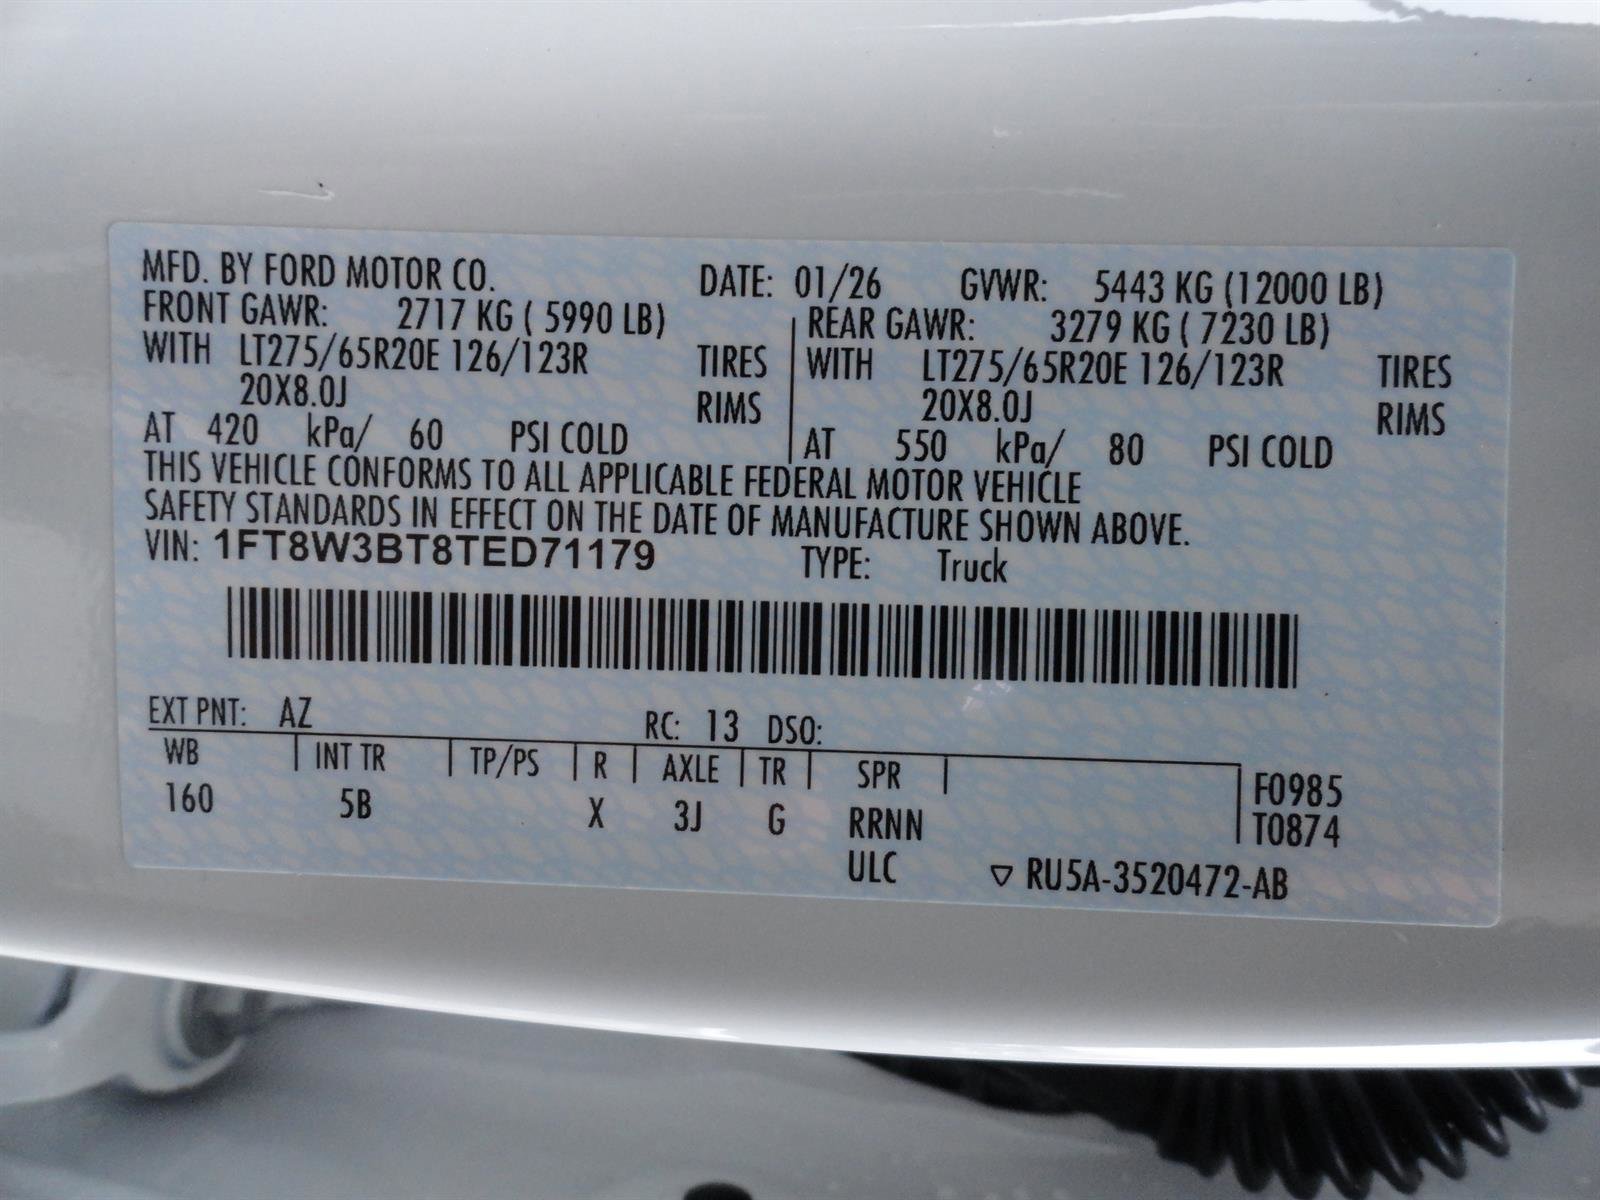 MFD. BY FORD MOTOR CO. DATE: 01/26 GVWR: 5443 KG (12000 LB)
FRONT GAWR: 2717 KG ( 5990 LB) REAR GAWR: 3279 KG ( 7230 LB)
WITH LT275/65R20E 126/123R TIRES WITH LT275/65R20E 126/123R TIRES
20X8.0J RIMS 20X8.0J RIMS
AT 420 kPa/ 60 PSI COLD AT 550 kPa/ 80 PSI COLD
THIS VEHICLE CONFORMS TO ALL APPLICABLE FEDERAL MOTOR VEHICLE
SAFETY STANDARDS IN EFFECT ON THE DATE OF MANUFACTURE SHOWN ABOVE.
VIN: 1FT8W3BT8TED71179 TYPE: Truck
EXT PNT: AZ RC: 13 DSO:
WB INT TR TP/PS R AXLE TR SPR F0985
160 5B X 3J G RRNN T0874
ULC ▽ RU5A-3520472-AB